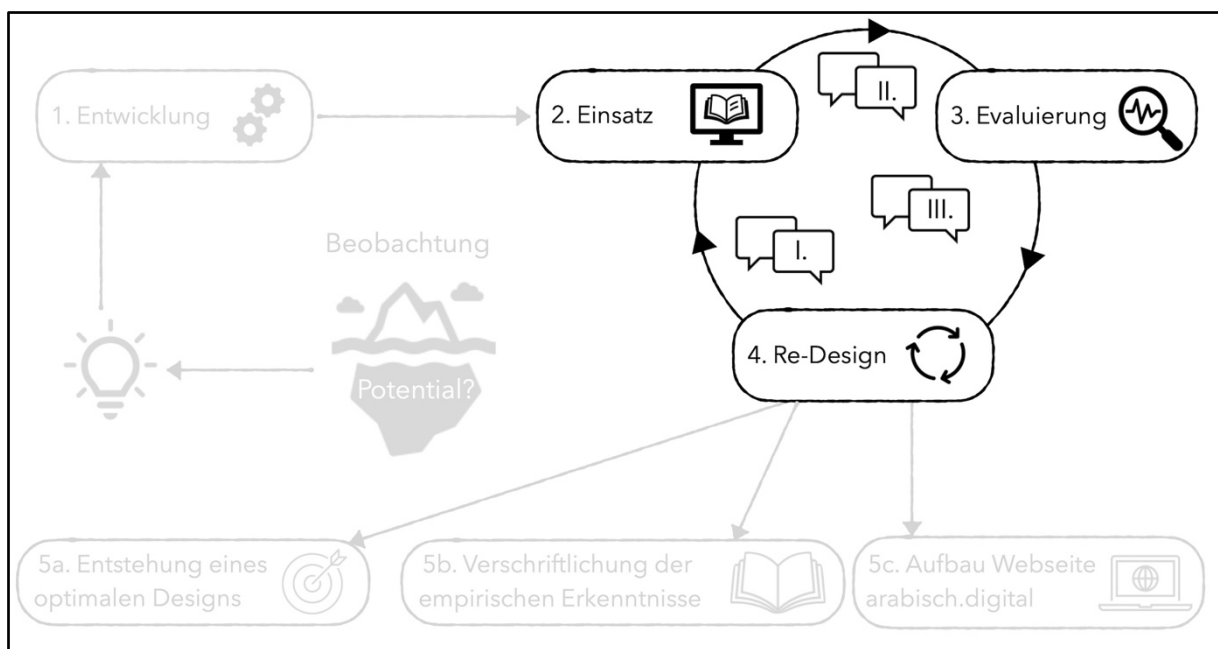 1. Entwicklung
2. Einsatz
II.
3. Evaluierung
III.
I.
Beobachtung
Potential?
4. Re-Design
5a. Entstehung eines
optimalen Designs
5b. Verschriftlichung der
empirischen Erkenntnisse
5c. Aufbau Webseite
arabisch.digital